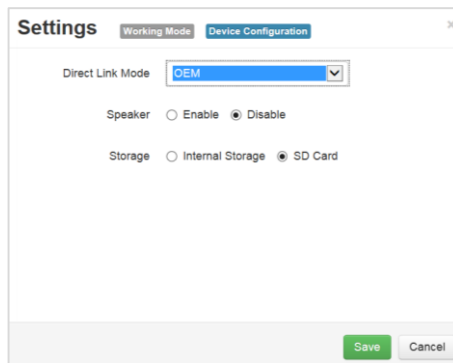 Settings Working Mode Device Configuration ×
Direct Link Mode OEM
Speaker Enable Disable
Storage Internal Storage SD Card
Save Cancel